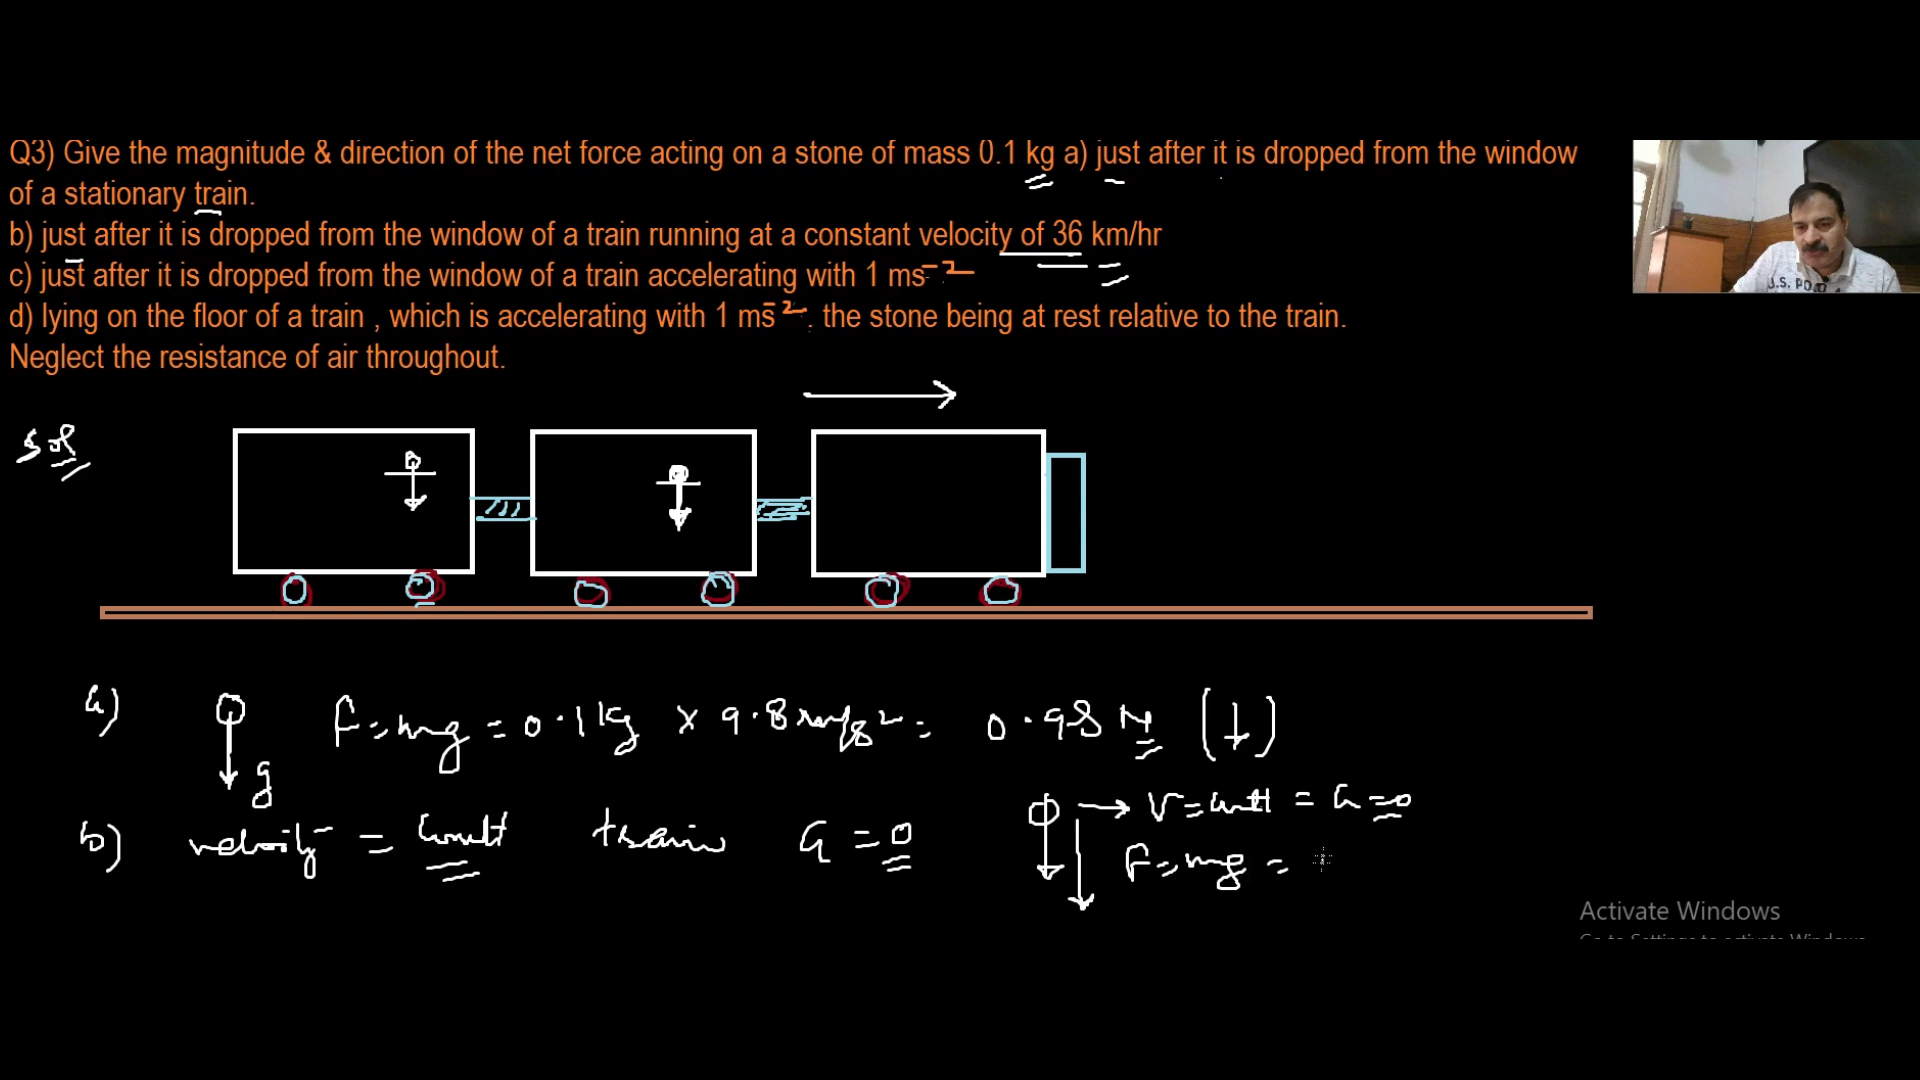 Q3) Give the magnitude & direction of the net force acting on a stone of mass 0.1 kg a) just after it is dropped from the window
of a stationary train.
b) just after it is dropped from the window of a train running at a constant velocity of 36 km/hr
c) just after it is dropped from the window of a train accelerating with 1 ms⁻²
d) lying on the floor of a train , which is accelerating with 1 ms⁻². the stone being at rest relative to the train.
Neglect the resistance of air throughout.
U.S. PO
Sol
a) F = mg = 0.1 kg × 9.8 m/s² = 0.98 N (↓)
g
b) velocity = const train a = 0 → V = const = a = 0
F = mg =
Activate Windows